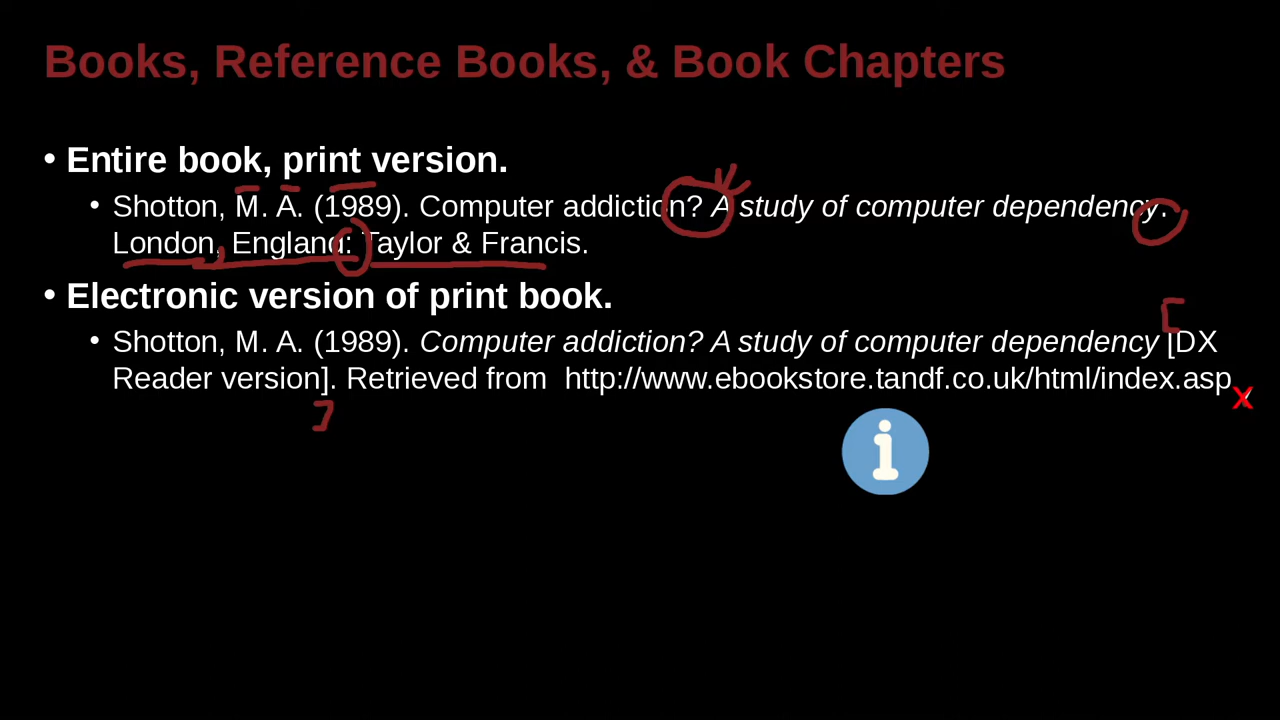 Books, Reference Books, & Book Chapters
• Entire book, print version.
• Shotton, M. A. (1989). Computer addiction? A study of computer dependency.
London, England: Taylor & Francis.
• Electronic version of print book.
• Shotton, M. A. (1989). Computer addiction? A study of computer dependency [DX
Reader version]. Retrieved from  http://www.ebookstore.tandf.co.uk/html/index.asp